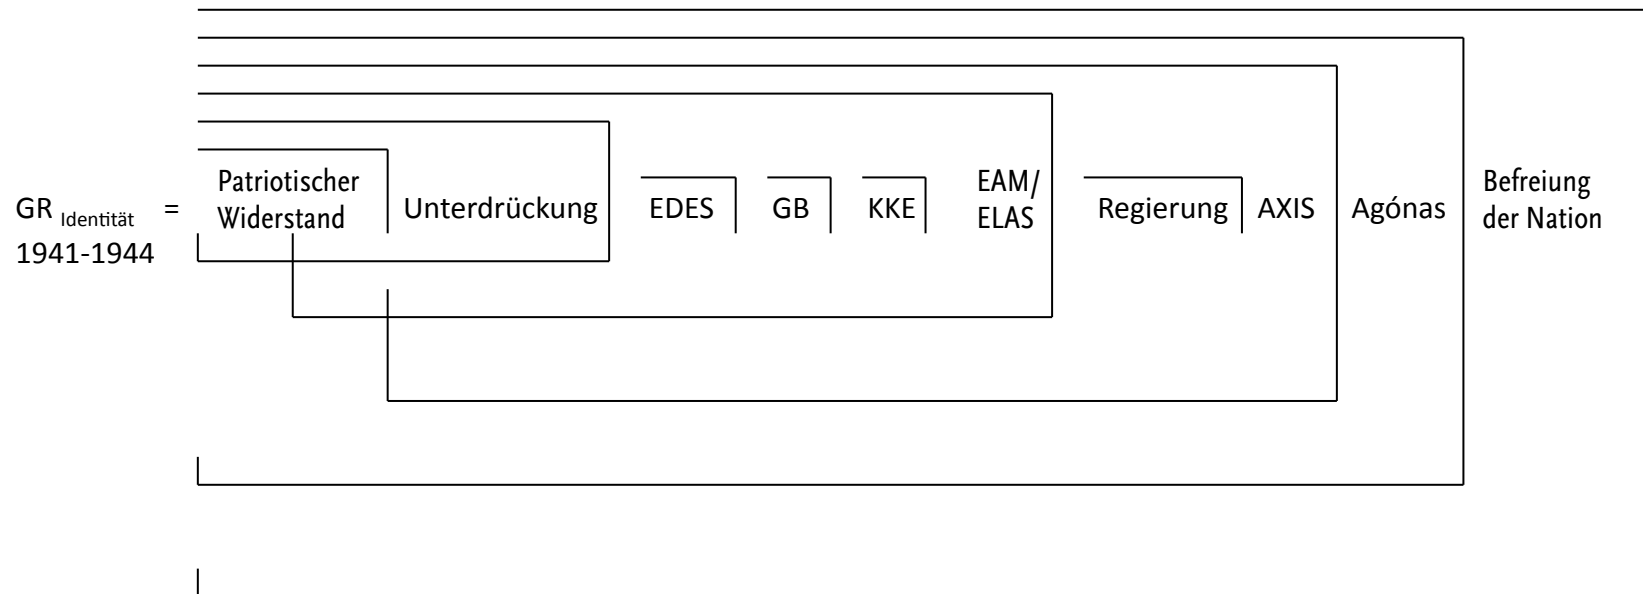 GR Identität =
1941-1944
Patriotischer
Widerstand
Unterdrückung
EDES
GB
KKE
EAM/
ELAS
Regierung
AXIS
Agónas
Befreiung
der Nation